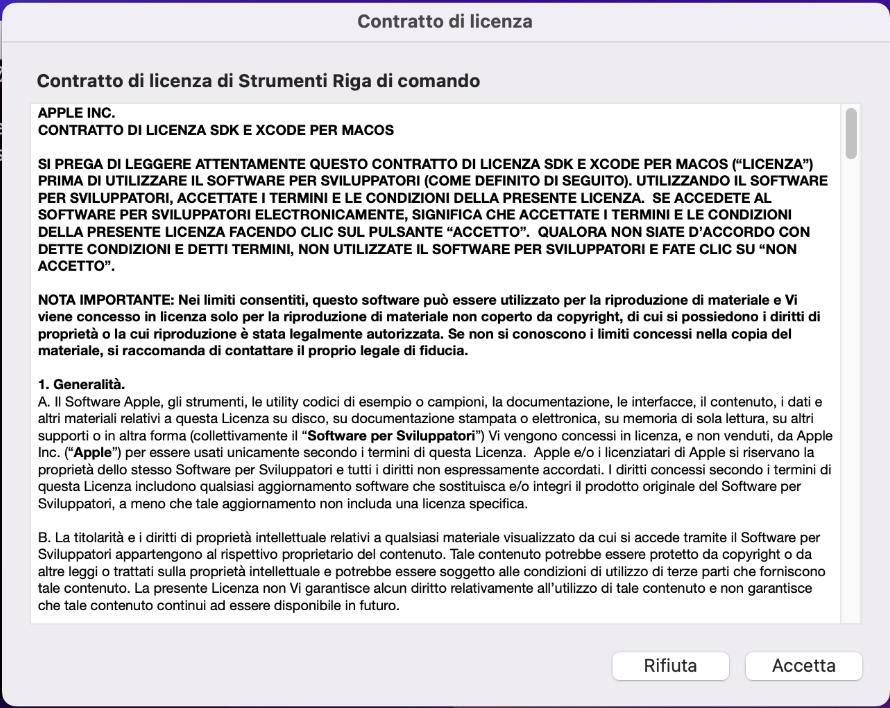 Contratto di licenza
Contratto di licenza di Strumenti Riga di comando
APPLE INC.
CONTRATTO DI LICENZA SDK E XCODE PER MACOS
SI PREGA DI LEGGERE ATTENTAMENTE QUESTO CONTRATTO DI LICENZA SDK E XCODE PER MACOS (“LICENZA”)
PRIMA DI UTILIZZARE IL SOFTWARE PER SVILUPPATORI (COME DEFINITO DI SEGUITO). UTILIZZANDO IL SOFTWARE
PER SVILUPPATORI, ACCETTATE I TERMINI E LE CONDIZIONI DELLA PRESENTE LICENZA.  SE ACCEDETE AL
SOFTWARE PER SVILUPPATORI ELECTRONICAMENTE, SIGNIFICA CHE ACCETTATE I TERMINI E LE CONDIZIONI
DELLA PRESENTE LICENZA FACENDO CLIC SUL PULSANTE “ACCETTO”.  QUALORA NON SIATE D’ACCORDO CON
DETTE CONDIZIONI E DETTI TERMINI, NON UTILIZZATE IL SOFTWARE PER SVILUPPATORI E FATE CLIC SU “NON
ACCETTO”.
NOTA IMPORTANTE: Nei limiti consentiti, questo software può essere utilizzato per la riproduzione di materiale e Vi
viene concesso in licenza solo per la riproduzione di materiale non coperto da copyright, di cui si possiedono i diritti di
proprietà o la cui riproduzione è stata legalmente autorizzata. Se non si conoscono i limiti concessi nella copia del
materiale, si raccomanda di contattare il proprio legale di fiducia.
1. Generalità.
A. Il Software Apple, gli strumenti, le utility codici di esempio o campioni, la documentazione, le interfacce, il contenuto, i dati e
altri materiali relativi a questa Licenza su disco, su documentazione stampata o elettronica, su memoria di sola lettura, su altri
supporti o in altra forma (collettivamente il “Software per Sviluppatori”) Vi vengono concessi in licenza, e non venduti, da Apple
Inc. (“Apple”) per essere usati unicamente secondo i termini di questa Licenza.  Apple e/o i licenziatari di Apple si riservano la
proprietà dello stesso Software per Sviluppatori e tutti i diritti non espressamente accordati. I diritti concessi secondo i termini di
questa Licenza includono qualsiasi aggiornamento software che sostituisca e/o integri il prodotto originale del Software per
Sviluppatori, a meno che tale aggiornamento non includa una licenza specifica.
B. La titolarità e i diritti di proprietà intellettuale relativi a qualsiasi materiale visualizzato da cui si accede tramite il Software per
Sviluppatori appartengono al rispettivo proprietario del contenuto. Tale contenuto potrebbe essere protetto da copyright o da
altre leggi o trattati sulla proprietà intellettuale e potrebbe essere soggetto alle condizioni di utilizzo di terze parti che forniscono
tale contenuto. La presente Licenza non Vi garantisce alcun diritto relativamente all’utilizzo di tale contenuto e non garantisce
che tale contenuto continui ad essere disponibile in futuro.
Rifiuta
Accetta